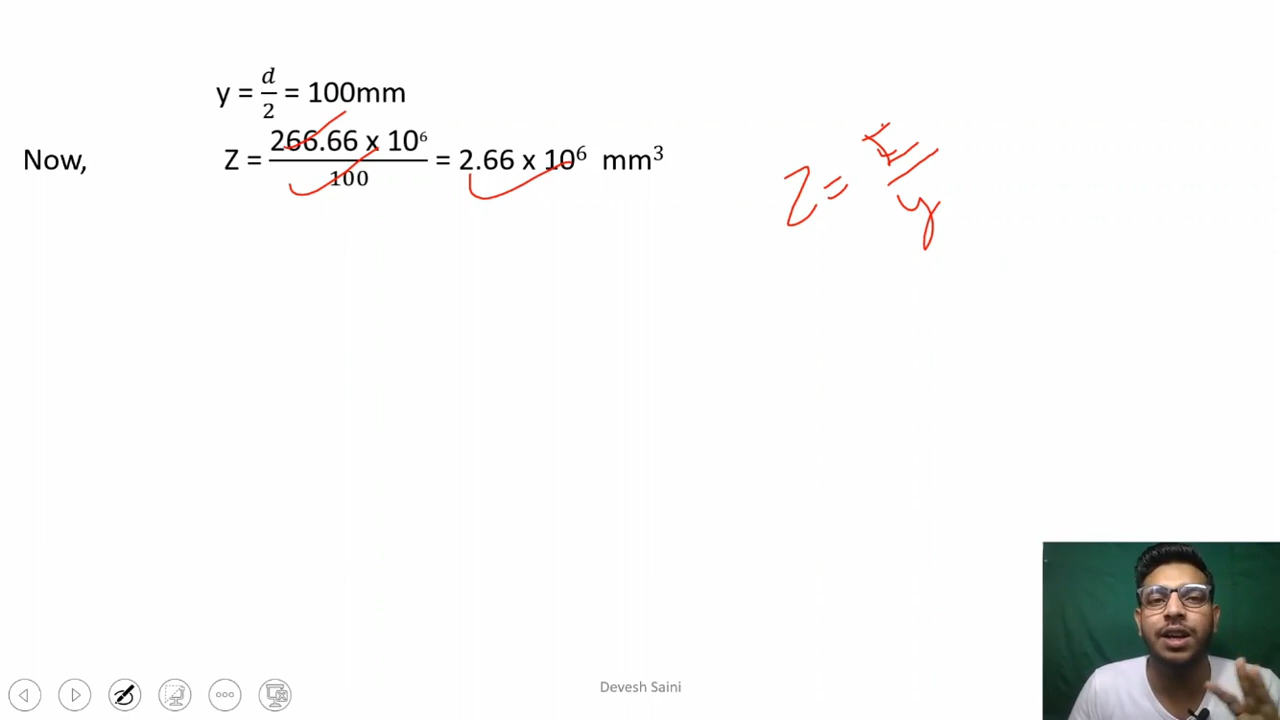 y = d/2 = 100mm
Now, Z = 266.66 x 10⁶/100 = 2.66 x 10⁶ mm³
Z = I/y
Devesh Saini